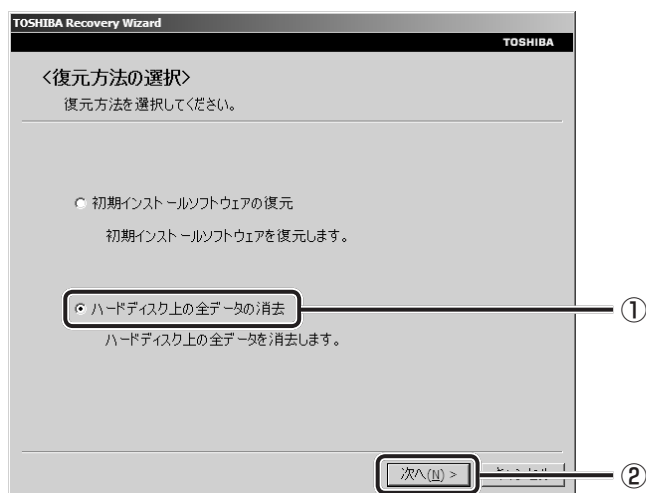 TOSHIBA Recovery Wizard
TOSHIBA
<復元方法の選択>
復元方法を選択してください。
初期インストールソフトウェアの復元
初期インストールソフトウェアを復元します。
ハードディスク上の全データの消去
①
ハードディスク上の全データを消去します。
次へ(N) >
②